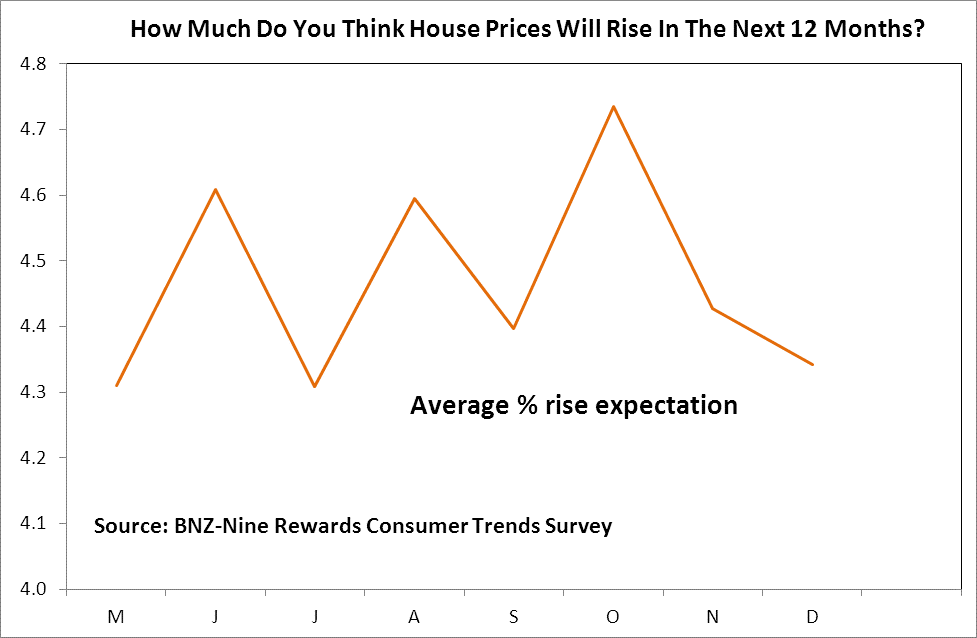 How Much Do You Think House Prices Will Rise In The Next 12 Months?
4.8
4.7
4.6
4.5
4.4
4.3
Average % rise expectation
4.2
4.1
Source: BNZ-Nine Rewards Consumer Trends Survey
4.0
M J J A S O N D